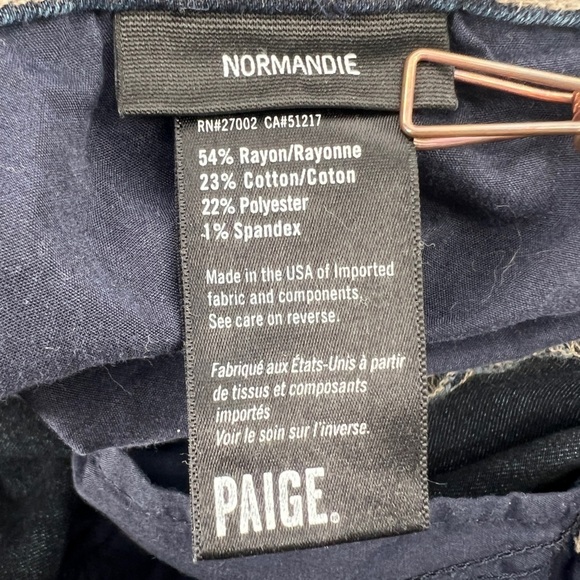 NORMANDIE
RN#27002 CA#51217
54% Rayon/Rayonne
23% Cotton/Coton
22% Polyester
1% Spandex
Made in the USA of Imported
fabric and components.
See care on reverse.
Fabriqué aux États-Unis à partir
de tissus et composants
importés
Voir le soin sur l'inverse.
PAIGE®